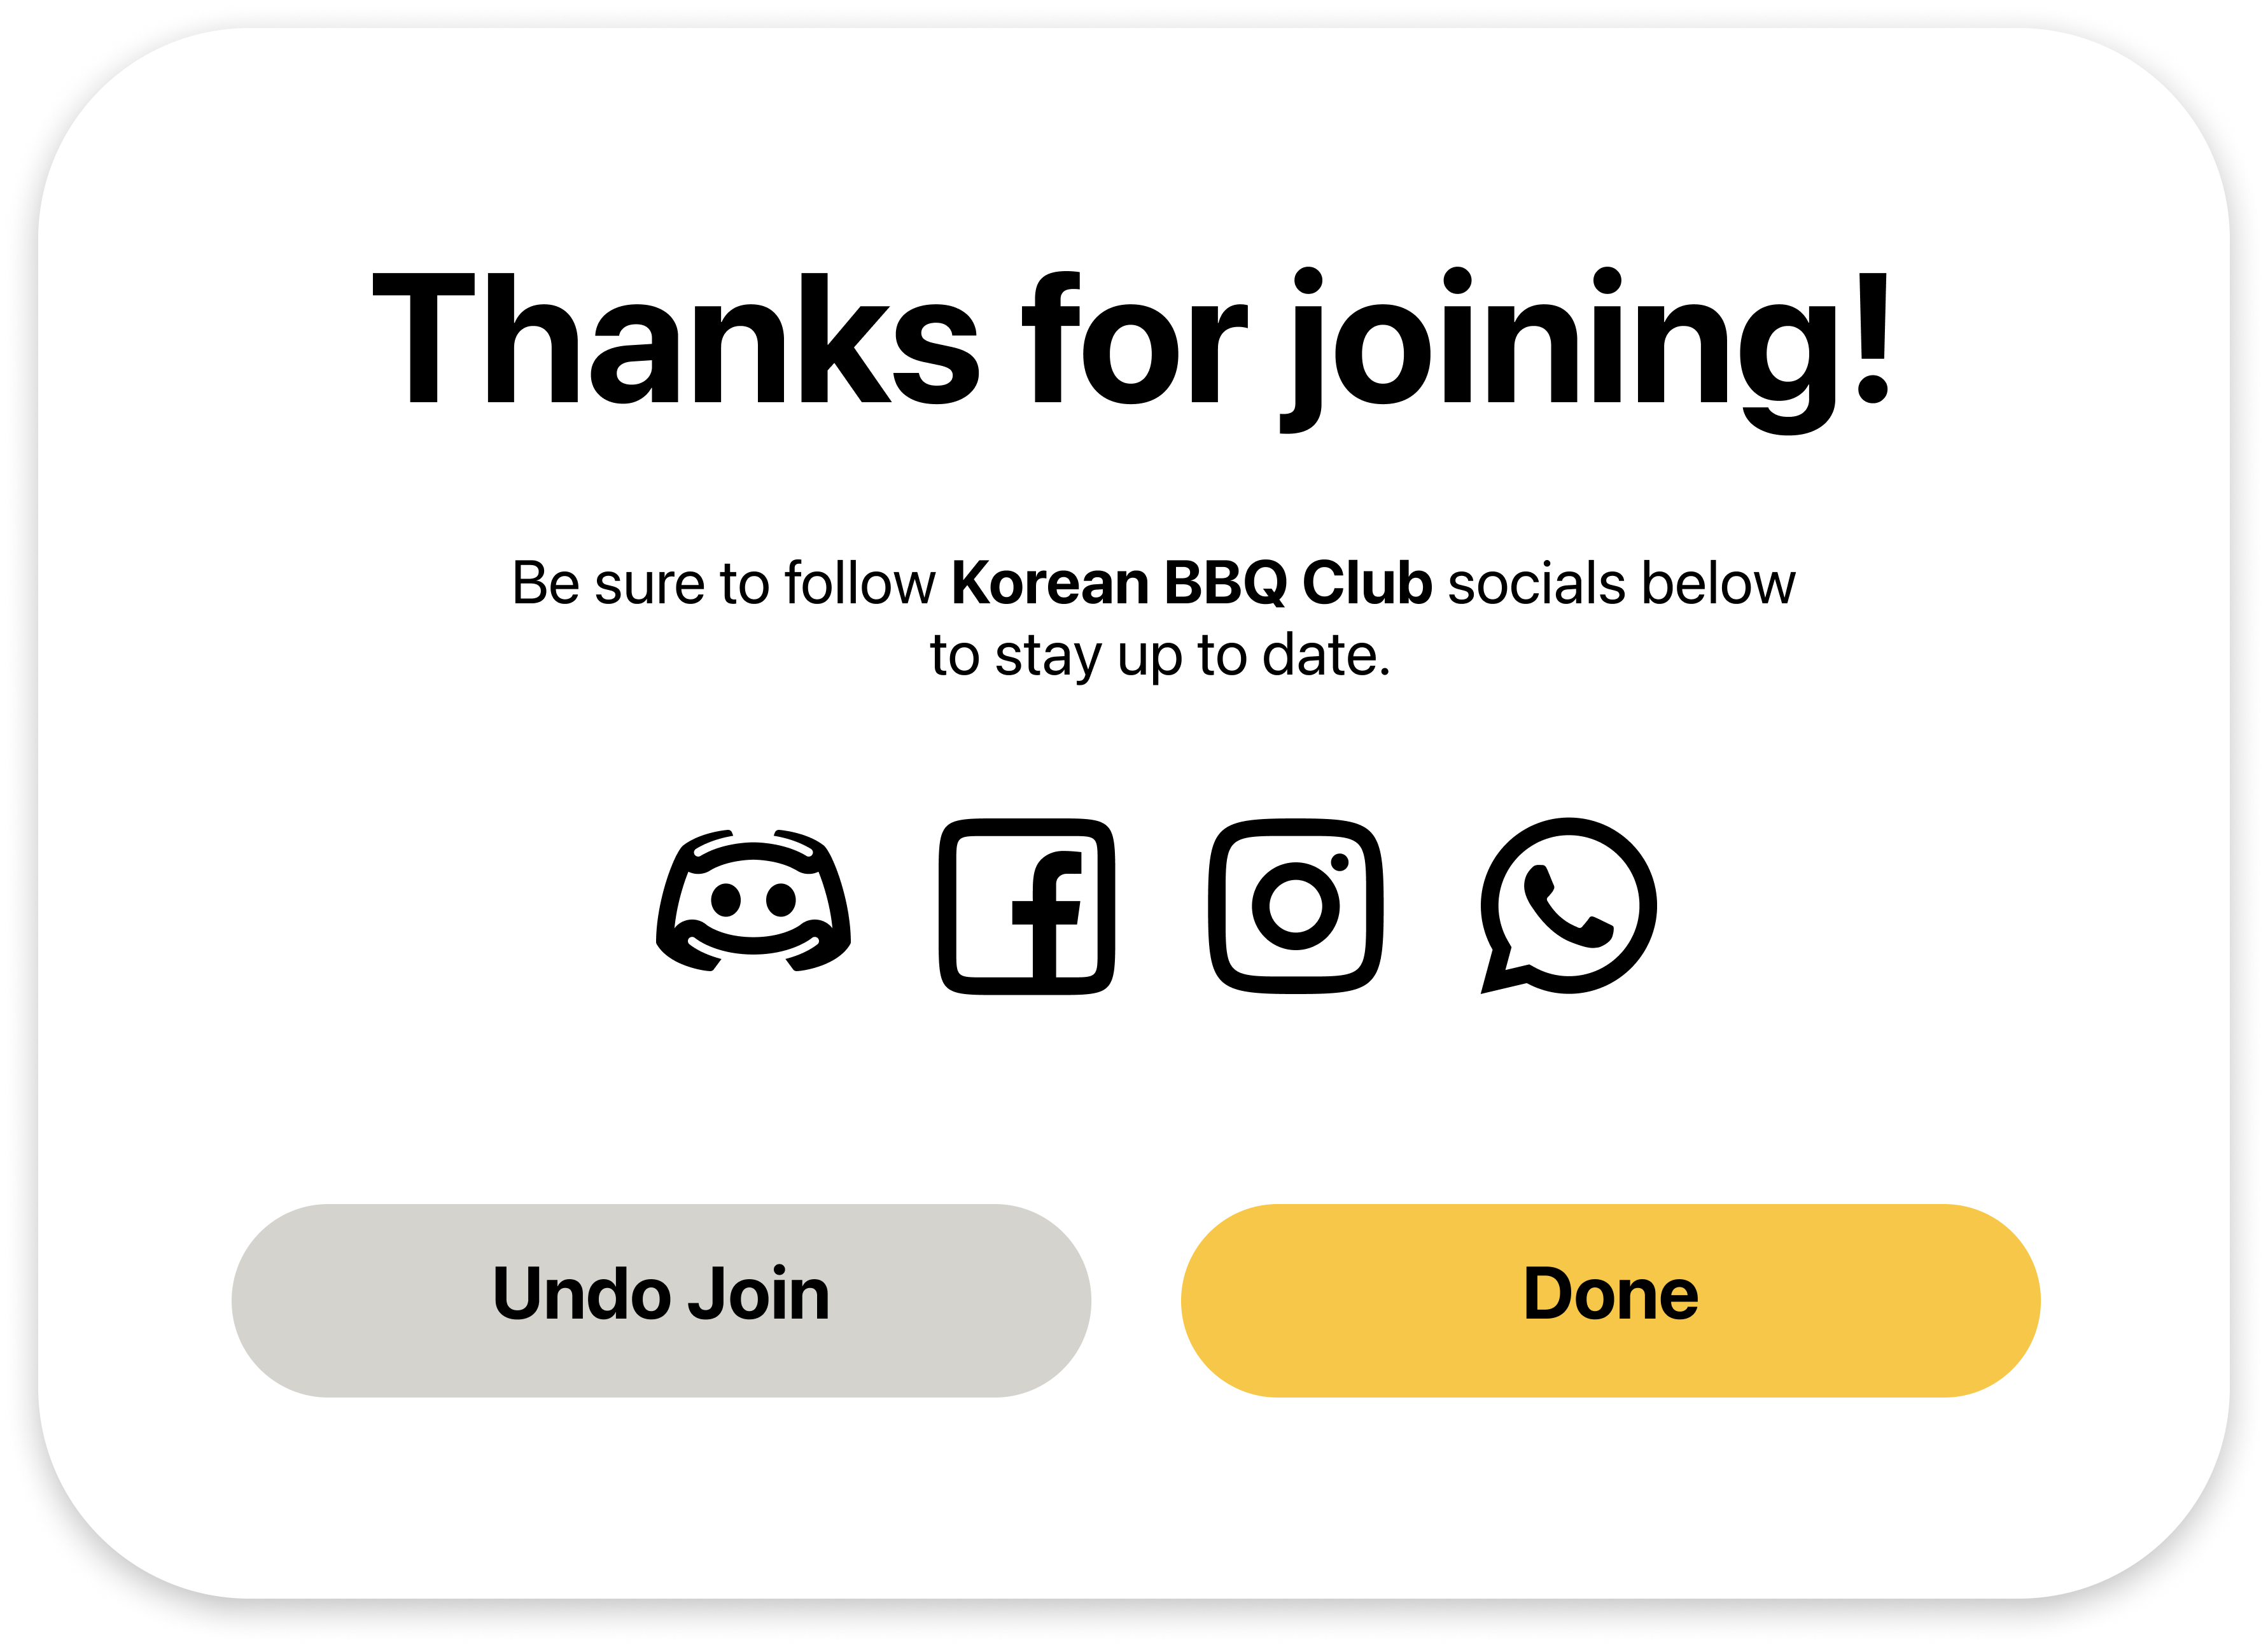 Thanks for joining!
Be sure to follow Korean BBQ Club socials below
to stay up to date.
Undo Join
Done